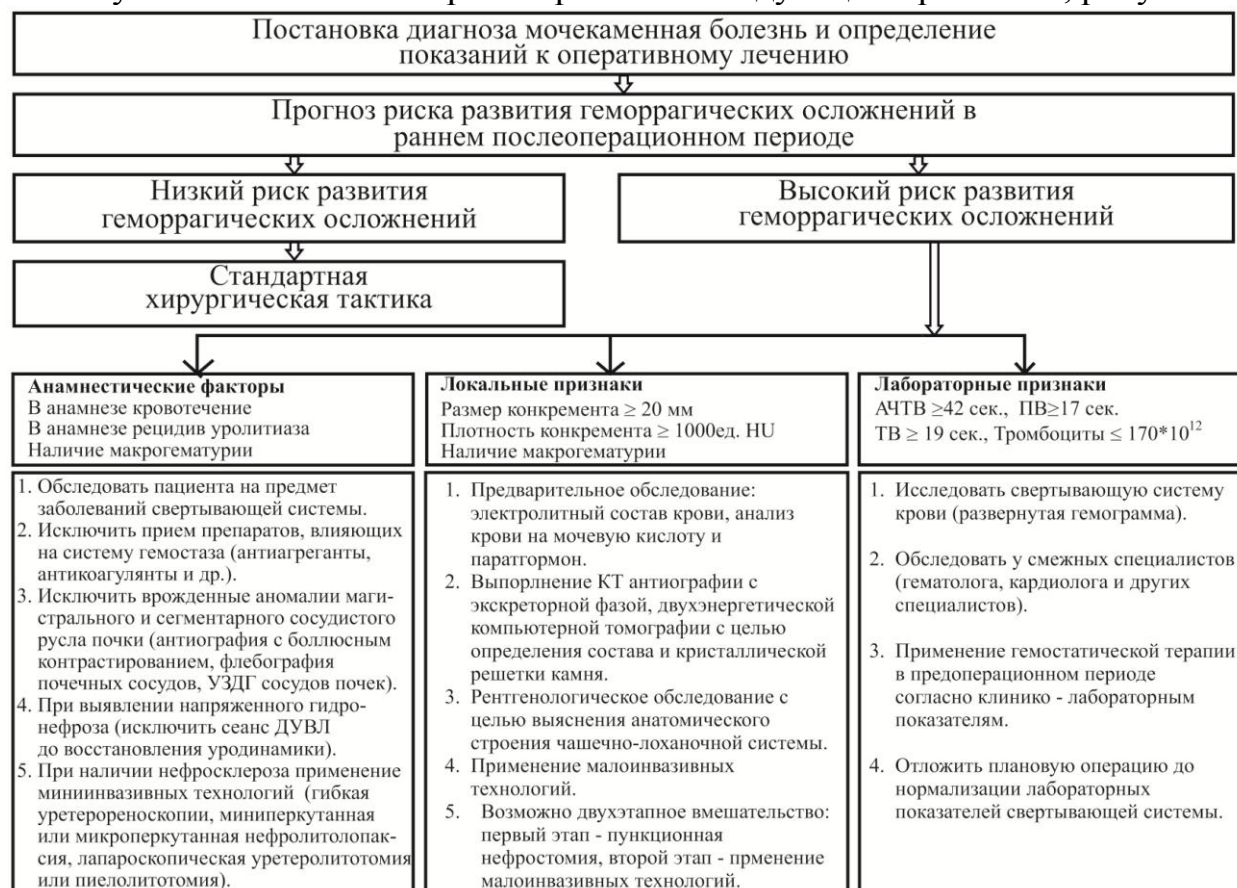 Постановка диагноза мочекаменная болезнь и определение
показаний к оперативному лечению
Прогноз риска развития геморрагических осложнений в
раннем послеоперационном периоде
Низкий риск развития
геморрагических осложнений
Высокий риск развития
геморрагических осложнений
Стандартная
хирургическая тактика
Анамнестические факторы
В анамнезе кровотечение
В анамнезе рецидив уролитиаза
Наличие макрогематурии
1. Обследовать пациента на предмет
заболеваний свертывающей системы.
2. Исключить прием препаратов, влияющих
на систему гемостаза (антиагреганты,
антикоагулянты и др.).
3. Исключить врожденные аномалии маги-
стрального и сегментарного сосудистого
русла почки (антиография с боллюсным
контрастированием, флебография
почечных сосудов, УЗДГ сосудов почек).
4. При выявлении напряженного гидро-
нефроза (исключить сеанс ДУВЛ
до восстановления уродинамики).
5. При наличии нефросклероза применение
миниинвазивных технологий (гибкая
уретерореноскопии, миниперкутанная
или микроперкутанная нефролитолопак-
сия, лапароскопическая уретеролитотомия
или пиелолитотомия).
Локальные признаки
Размер конкремента ≥ 20 мм
Плотность конкремента ≥ 1000ед. HU
Наличие макрогематурии
1. Предварительное обследование:
электролитный состав крови, анализ
крови на мочевую кислоту и
паратгормон.
2. Выпорлнение КТ антиографии с
экскреторной фазой, двухэнергетической
компьютерной томографии с целью
определения состава и кристаллической
решетки камня.
3. Рентгенологическое обследование с
целью выяснения анатомического
строения чашечно-лоханочной системы.
4. Применение малоинвазивных
технологий.
5. Возможно двухэтапное вмешательство:
первый этап - пункционная
нефростомия, второй этап - прменение
малоинвазивных технологий.
Лабораторные признаки
АЧТВ ≥42 сек., ПВ≥17 сек.
ТВ ≥ 19 сек., Тромбоциты ≤ 170*10¹²
1. Исследовать свертывающую систему
крови (развернутая гемограмма).
2. Обследовать у смежных специалистов
(гематолога, кардиолога и других
специалистов).
3. Применение гемостатической терапии
в предоперационном периоде
согласно клинико - лабораторным
показателям.
4. Отложить плановую операцию до
нормализации лабораторных
показателей свертывающей системы.